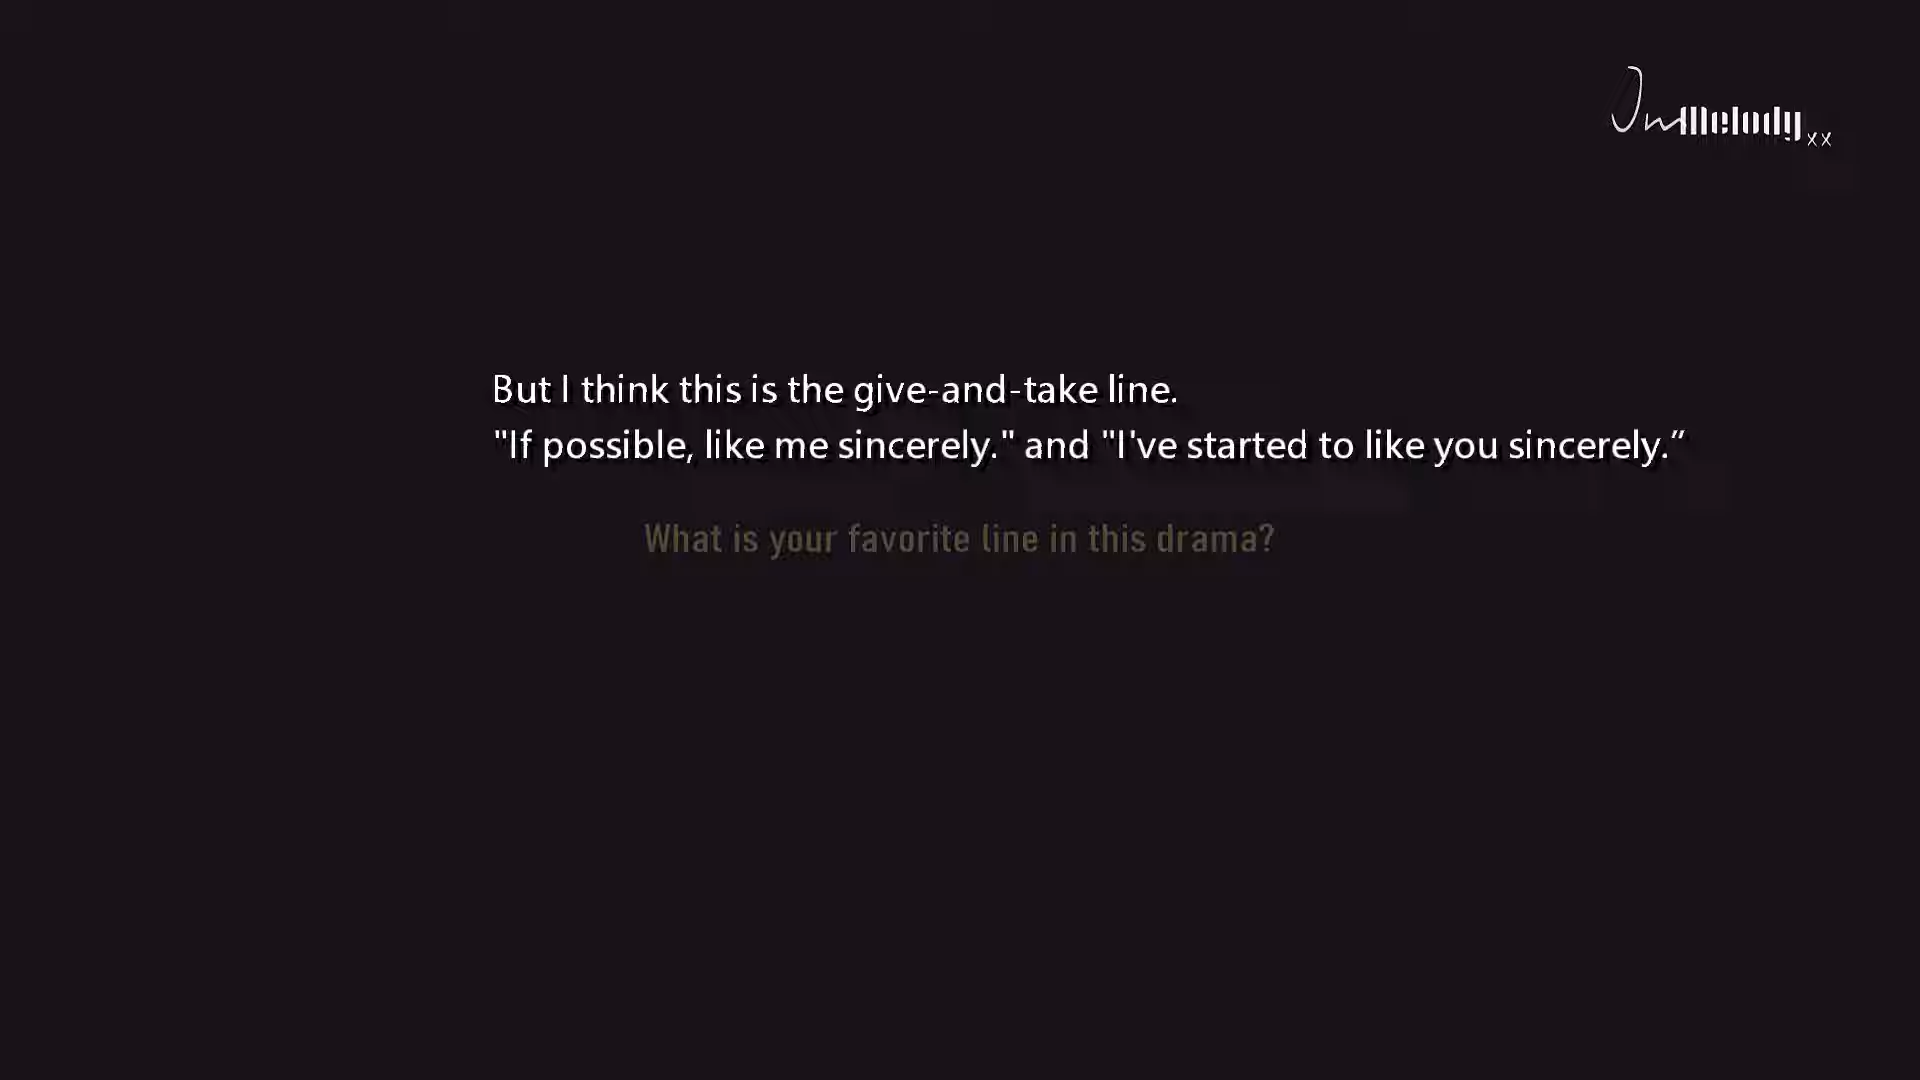 ImMelodyxx
But I think this is the give-and-take line.
"If possible, like me sincerely." and "I've started to like you sincerely.”
What is your favorite line in this drama?